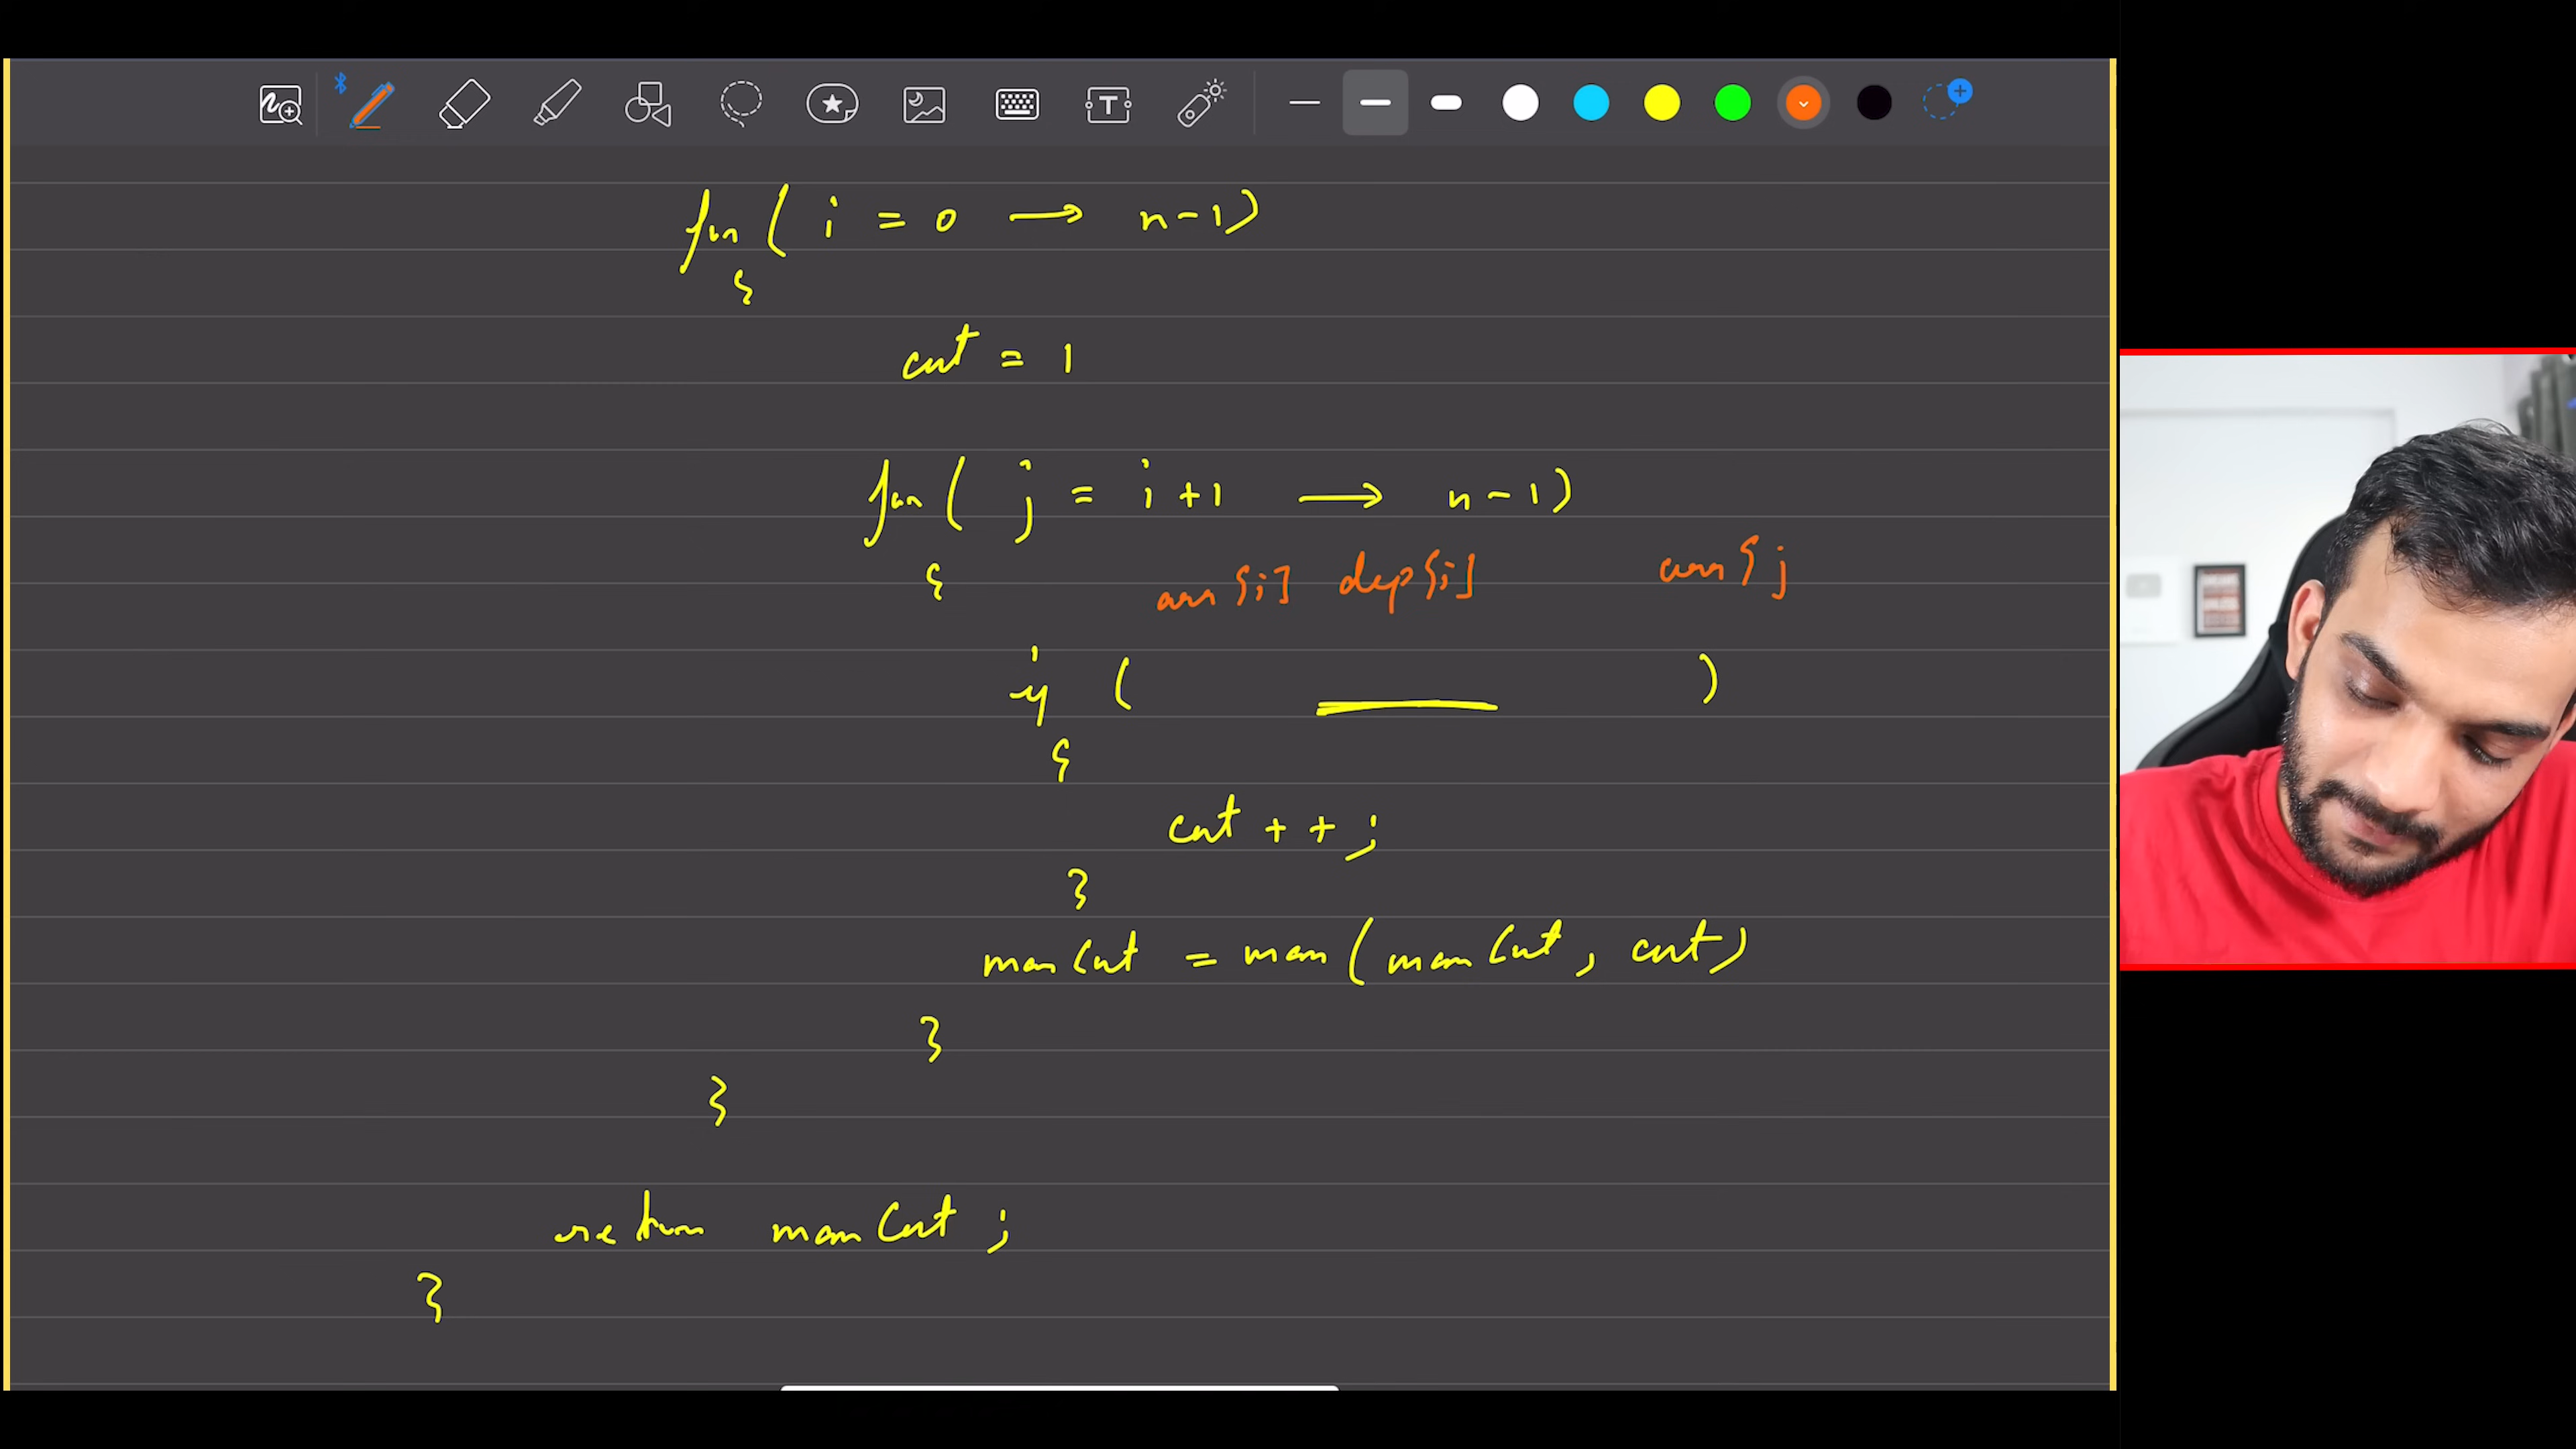 for ( i = 0 → n-1)
{
cnt = 1
for ( j = i+1 → n-1)
{ arr[i] dep[i] arr[j
if ( )
{
cnt++;
}
maxCnt = max(maxCnt, cnt)
}
}
return maxCnt;
}